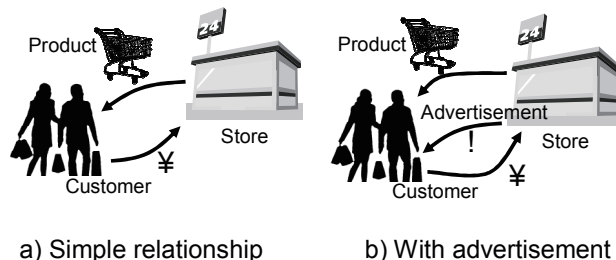 24
Product
Store
¥
Customer
a) Simple relationship
24
Product
Advertisement
!
Store
¥
Customer
b) With advertisement